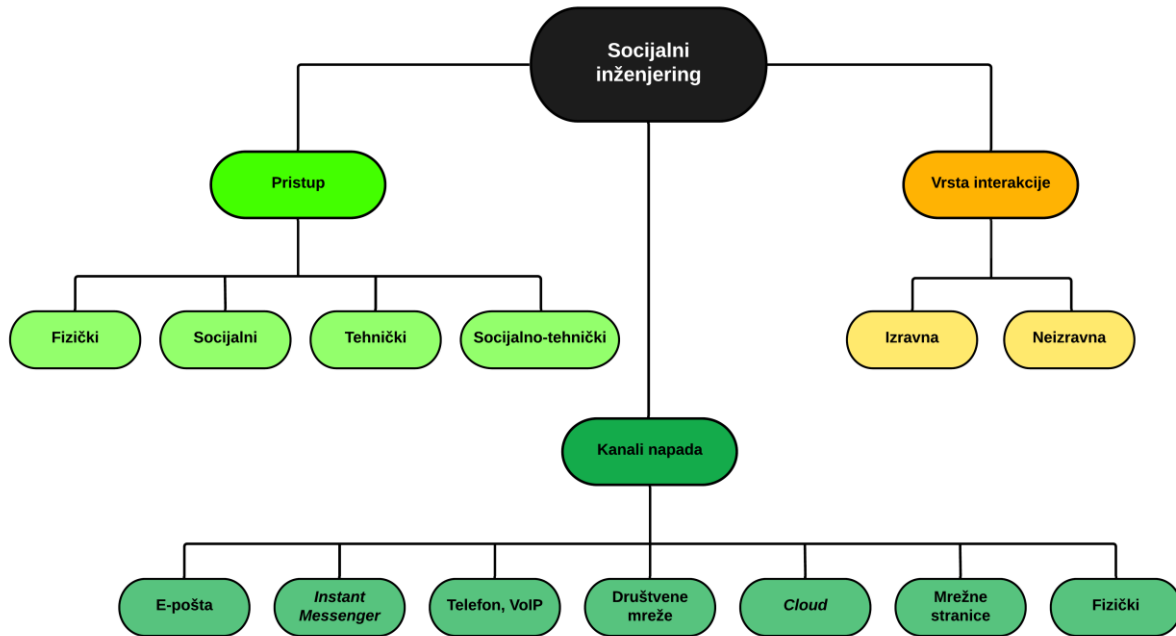 Socijalni
inženjering
Pristup
Vrsta interakcije
Fizički
Socijalni
Tehnički
Socijalno-tehnički
Izravna
Neizravna
Kanali napada
E-pošta
Instant
Messenger
Telefon, VoIP
Društvene
mreže
Cloud
Mrežne
stranice
Fizički